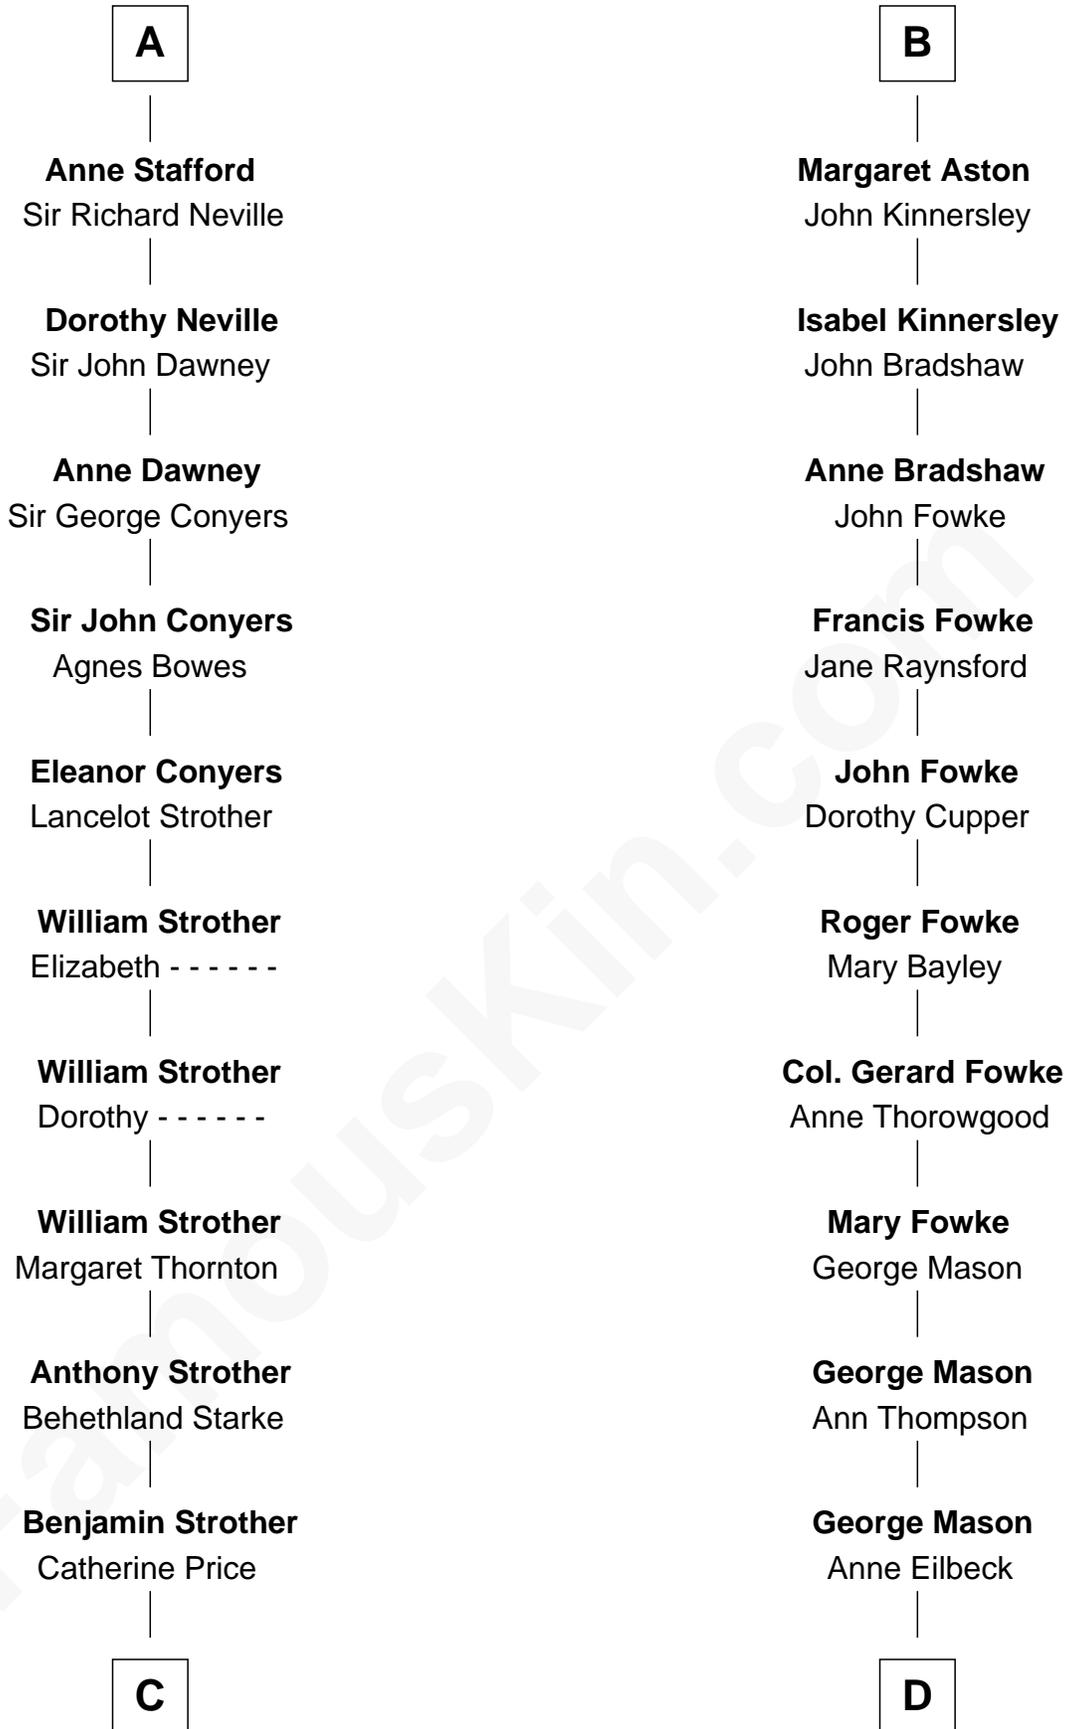 A
Anne Stafford
Sir Richard Neville
Dorothy Neville
Sir John Dawney
Anne Dawney
Sir George Conyers
Sir John Conyers
Agnes Bowes
Eleanor Conyers
Lancelot Strother
William Strother
Elizabeth - - - - - -
William Strother
Dorothy - - - - - -
William Strother
Margaret Thornton
Anthony Strother
Behethland Starke
Benjamin Strother
Catherine Price
C
B
Margaret Aston
John Kinnersley
Isabel Kinnersley
John Bradshaw
Anne Bradshaw
John Fowke
Francis Fowke
Jane Raynsford
John Fowke
Dorothy Cupper
Roger Fowke
Mary Bayley
Col. Gerard Fowke
Anne Thorowgood
Mary Fowke
George Mason
George Mason
Ann Thompson
George Mason
Anne Eilbeck
D
FamousKin.com